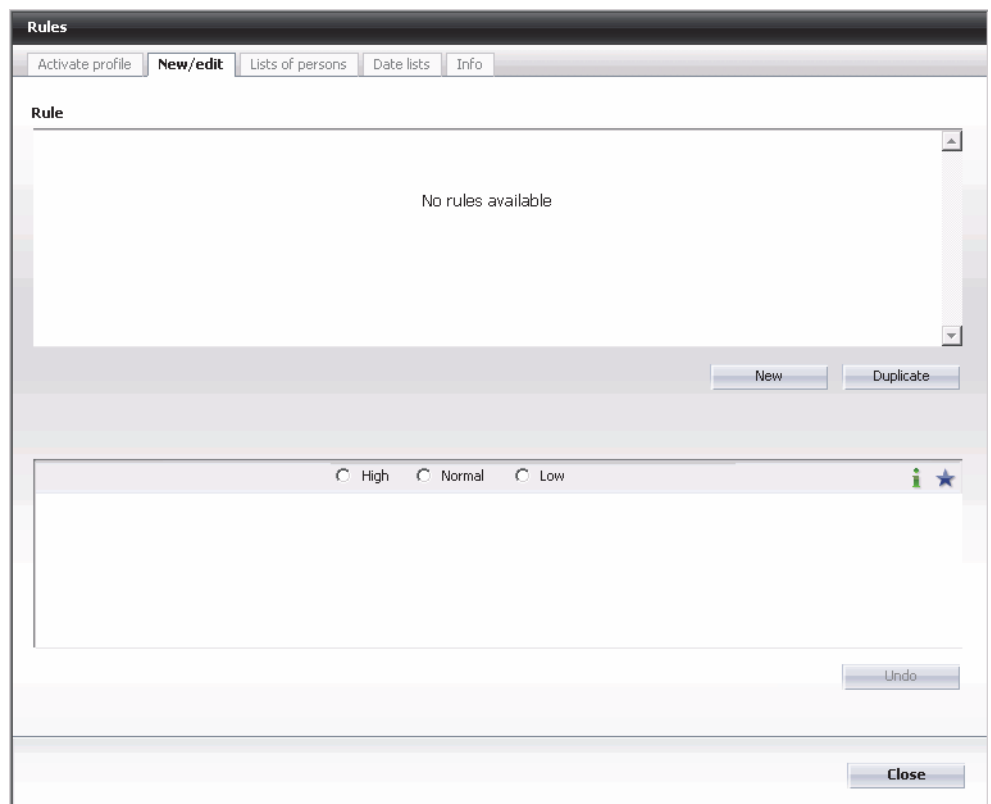 Rules
Activate profile New/edit Lists of persons Date lists Info
Rule
No rules available
New Duplicate
High Normal Low
Undo
Close